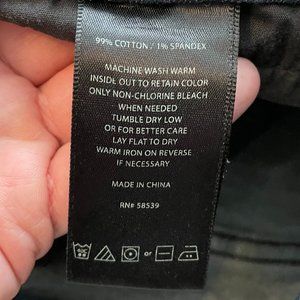 99% COTTON / 1% SPANDEX
MACHINE WASH WARM
INSIDE OUT TO RETAIN COLOR
ONLY NON-CHLORINE BLEACH
WHEN NEEDED
TUMBLE DRY LOW
OR FOR BETTER CARE
LAY FLAT TO DRY
WARM IRON ON REVERSE
IF NECESSARY
MADE IN CHINA
RN# 58539
or